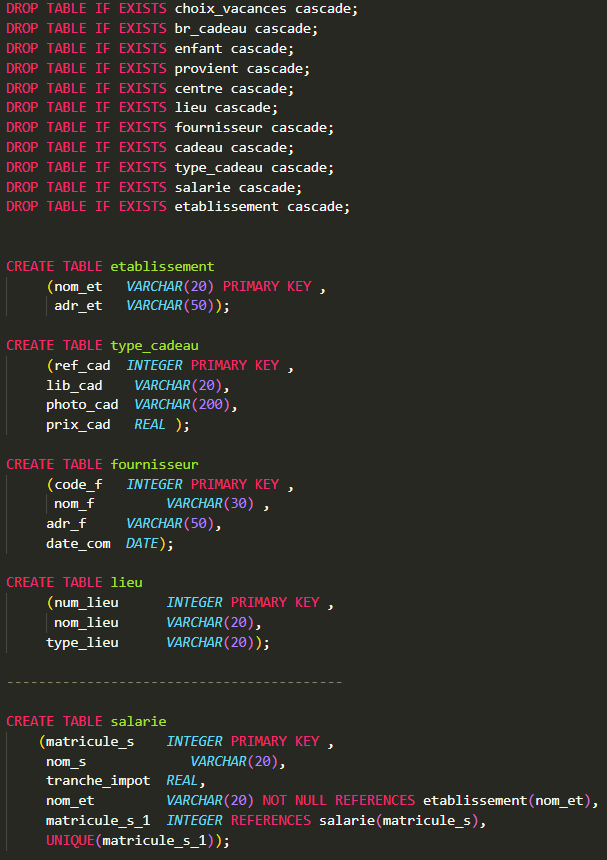 DROP TABLE IF EXISTS choix_vacances cascade;
DROP TABLE IF EXISTS br_cadeau cascade;
DROP TABLE IF EXISTS enfant cascade;
DROP TABLE IF EXISTS provient cascade;
DROP TABLE IF EXISTS centre cascade;
DROP TABLE IF EXISTS lieu cascade;
DROP TABLE IF EXISTS fournisseur cascade;
DROP TABLE IF EXISTS cadeau cascade;
DROP TABLE IF EXISTS type_cadeau cascade;
DROP TABLE IF EXISTS salarie cascade;
DROP TABLE IF EXISTS etablissement cascade;
CREATE TABLE etablissement
(nom_et VARCHAR(20) PRIMARY KEY ,
adr_et VARCHAR(50));
CREATE TABLE type_cadeau
(ref_cad INTEGER PRIMARY KEY ,
lib_cad VARCHAR(20),
photo_cad VARCHAR(200),
prix_cad REAL );
CREATE TABLE fournisseur
(code_f INTEGER PRIMARY KEY ,
nom_f VARCHAR(30) ,
adr_f VARCHAR(50),
date_com DATE);
CREATE TABLE lieu
(num_lieu INTEGER PRIMARY KEY ,
nom_lieu VARCHAR(20),
type_lieu VARCHAR(20));
------------------------------------------
CREATE TABLE salarie
(matricule_s INTEGER PRIMARY KEY ,
nom_s VARCHAR(20),
tranche_impot REAL,
nom_et VARCHAR(20) NOT NULL REFERENCES etablissement(nom_et),
matricule_s_1 INTEGER REFERENCES salarie(matricule_s),
UNIQUE(matricule_s_1));